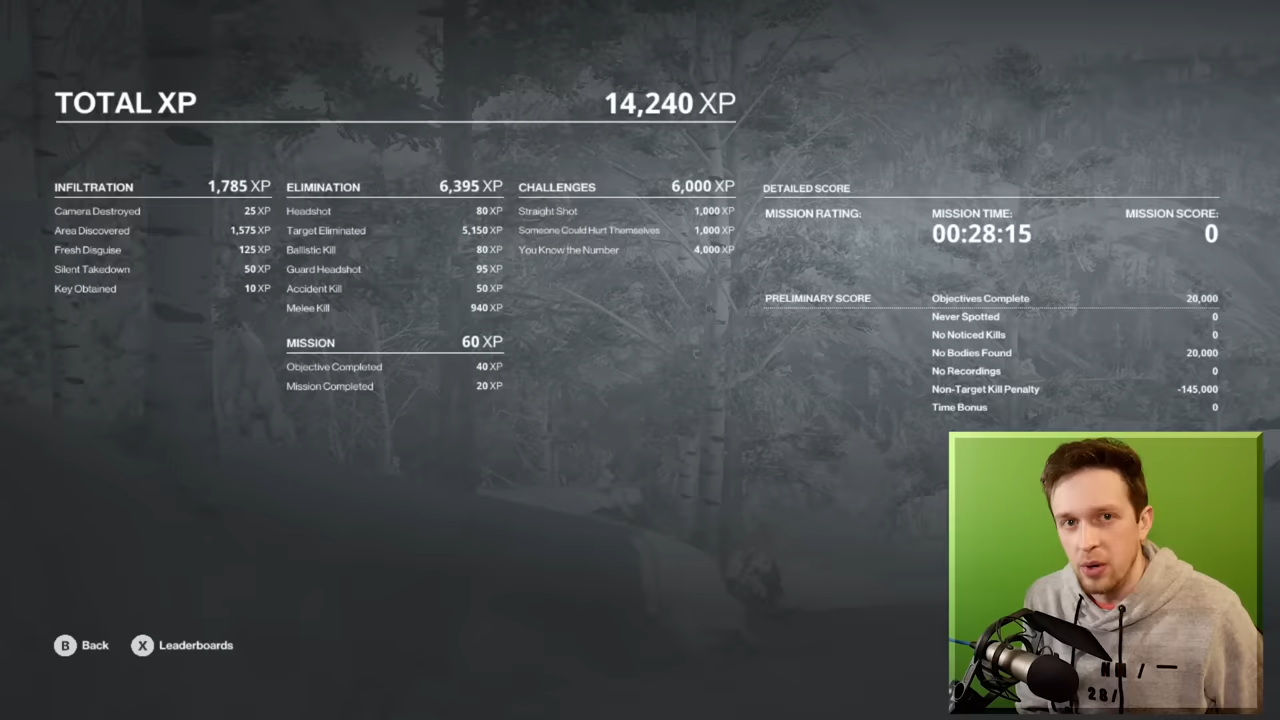 TOTAL XP 14,240 XP
INFILTRATION 1,785 XP
Camera Destroyed 25 XP
Area Discovered 1,575 XP
Fresh Disguise 125 XP
Silent Takedown 50 XP
Key Obtained 10 XP
ELIMINATION 6,395 XP
Headshot 80 XP
Target Eliminated 5,150 XP
Ballistic Kill 80 XP
Guard Headshot 95 XP
Accident Kill 50 XP
Melee Kill 940 XP
MISSION 60 XP
Objective Completed 40 XP
Mission Completed 20 XP
CHALLENGES 6,000 XP
Straight Shot 1,000 XP
Someone Could Hurt Themselves 1,000 XP
You Know the Number 4,000 XP
DETAILED SCORE
MISSION RATING:
MISSION TIME:
00:28:15
MISSION SCORE:
0
PRELIMINARY SCORE
Objectives Complete 20,000
Never Spotted 0
No Noticed Kills 0
No Bodies Found 20,000
No Recordings 0
Non-Target Kill Penalty -145,000
Time Bonus 0
B Back X Leaderboards
28/